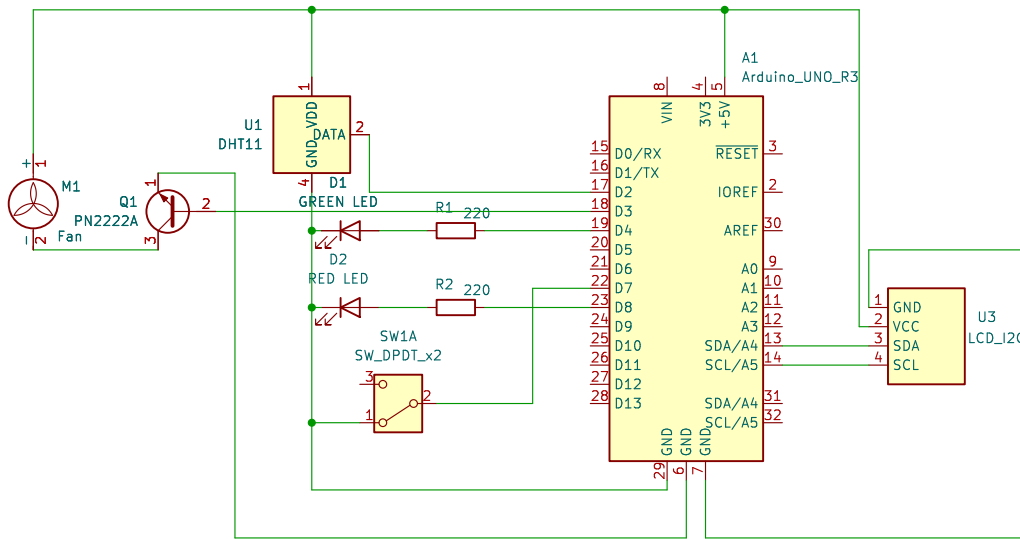 A1
Arduino_UNO_R3
8
4
5
VIN
3V3
+5V
1
U1
DHT11
VDD
DATA
2
GND
4
+
1
M1
Fan
−
2
1
Q1
PN2222A
2
3
D1
GREEN LED
R1
220
D2
RED LED
R2
220
SW1A
SW_DPDT_x2
3
2
1
15
D0/RX
RESET
3
16
D1/TX
17
D2
IOREF
2
18
D3
19
D4
AREF
30
20
D5
21
D6
A0
9
22
D7
A1
10
23
D8
A2
11
24
D9
A3
12
25
D10
SDA/A4
13
26
D11
SCL/A5
14
27
D12
28
D13
SDA/A4
31
SCL/A5
32
GND
GND
GND
29
6
7
1
GND
U3
2
VCC
3
SDA
LCD_I2C
4
SCL